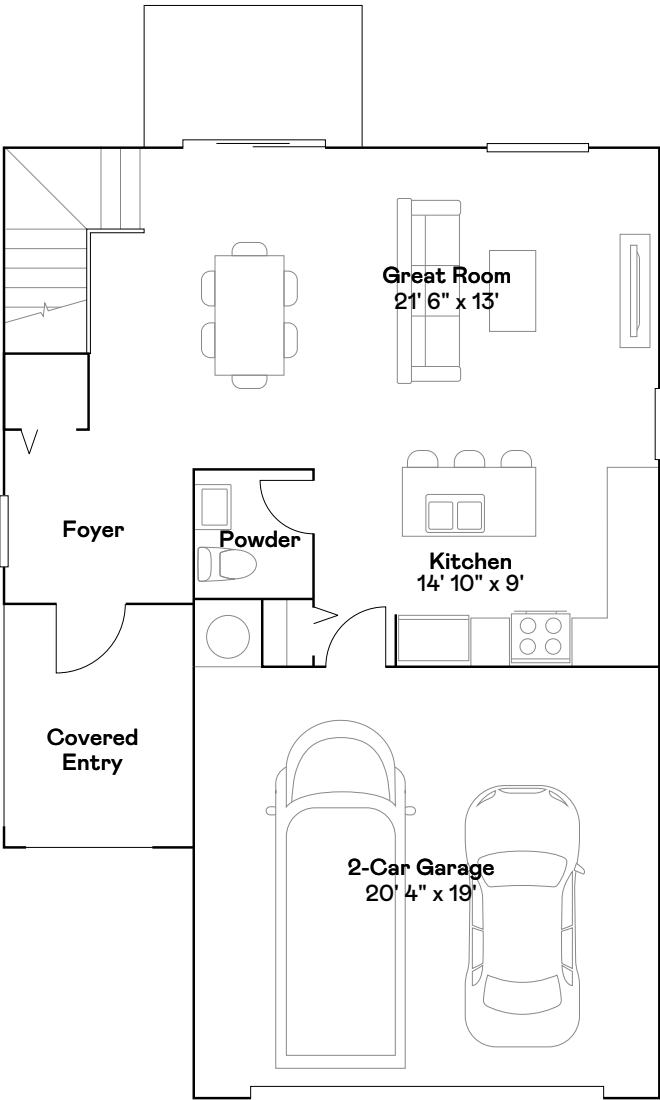 Great Room
21' 6" x 13'
Foyer
Powder
Kitchen
14' 10" x 9'
Covered
Entry
2-Car Garage
20' 4" x 19'